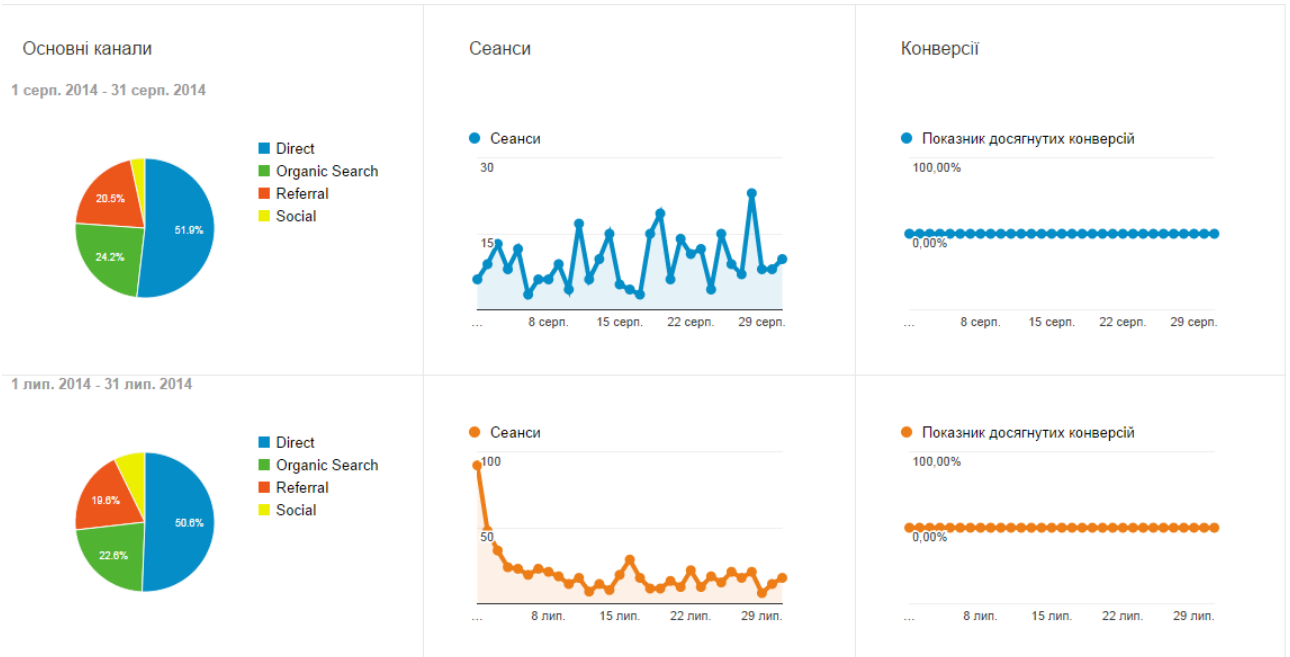 Основні канали
Сеанси
Конверсії
1 серп. 2014 - 31 серп. 2014
Direct
Organic Search
Referral
Social
51.9%
24.2%
20.5%
Сеанси
30
15
...
8 серп.
15 серп.
22 серп.
29 серп.
Показник досягнутих конверсій
100,00%
0,00%
...
8 серп.
15 серп.
22 серп.
29 серп.
1 лип. 2014 - 31 лип. 2014
Direct
Organic Search
Referral
Social
50.6%
22.6%
19.6%
Сеанси
100
50
...
8 лип.
15 лип.
22 лип.
29 лип.
Показник досягнутих конверсій
100,00%
0,00%
...
8 лип.
15 лип.
22 лип.
29 лип.